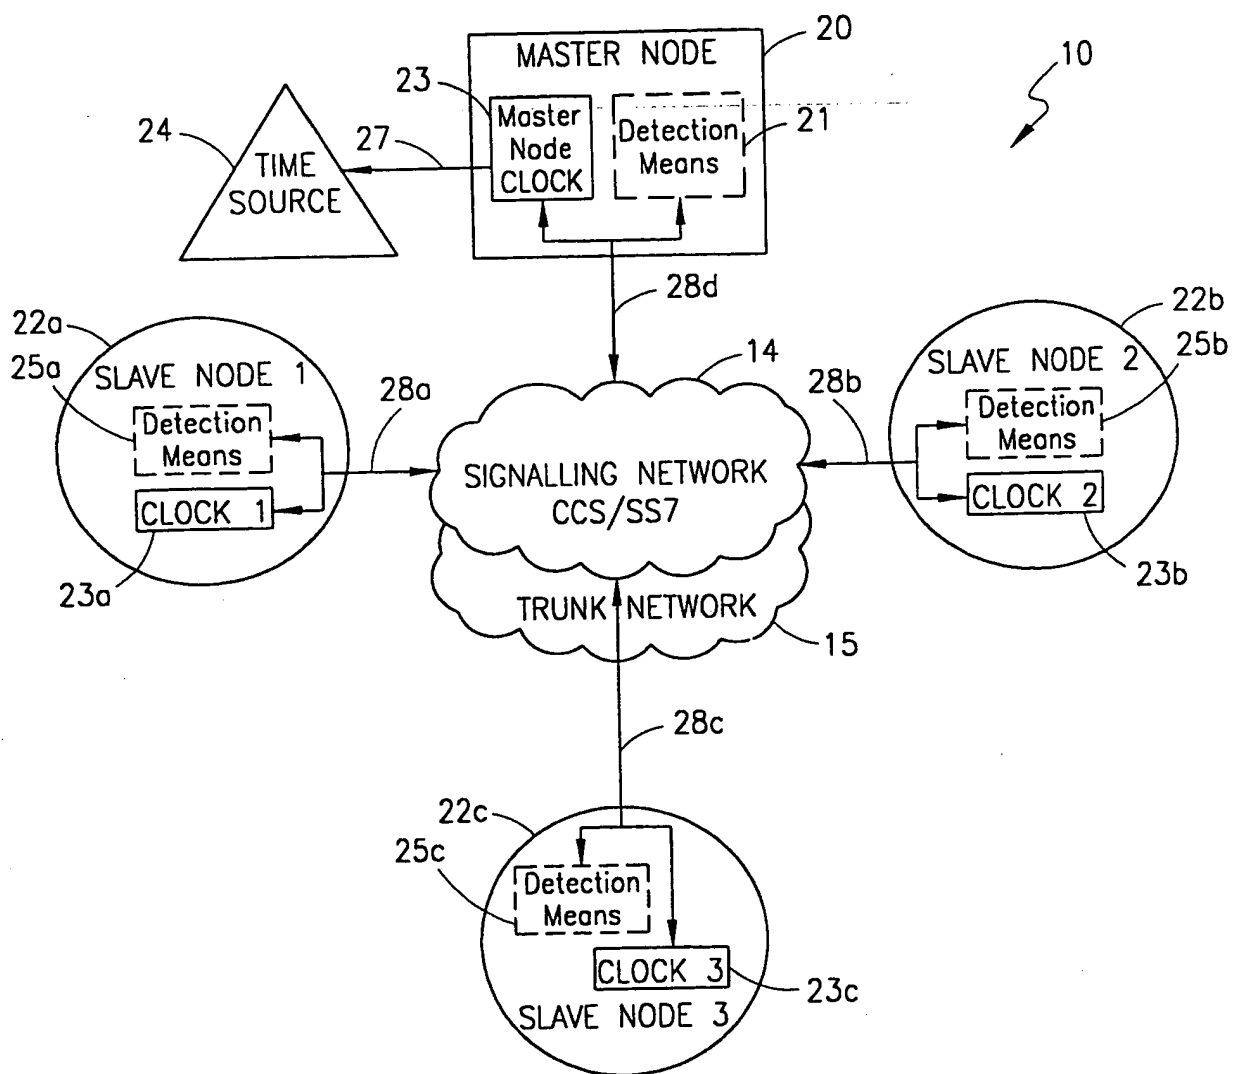 20
MASTER NODE
10
23
Master
Node
CLOCK
Detection
Means
21
24
27
TIME
SOURCE
28d
22a
22b
25a
SLAVE NODE 1
14
SLAVE NODE 2
25b
28a
28b
Detection
Means
Detection
Means
SIGNALLING NETWORK
CCS/SS7
CLOCK 1
CLOCK 2
23a
23b
TRUNK NETWORK
15
28c
22c
25c
Detection
Means
CLOCK 3
23c
SLAVE NODE 3